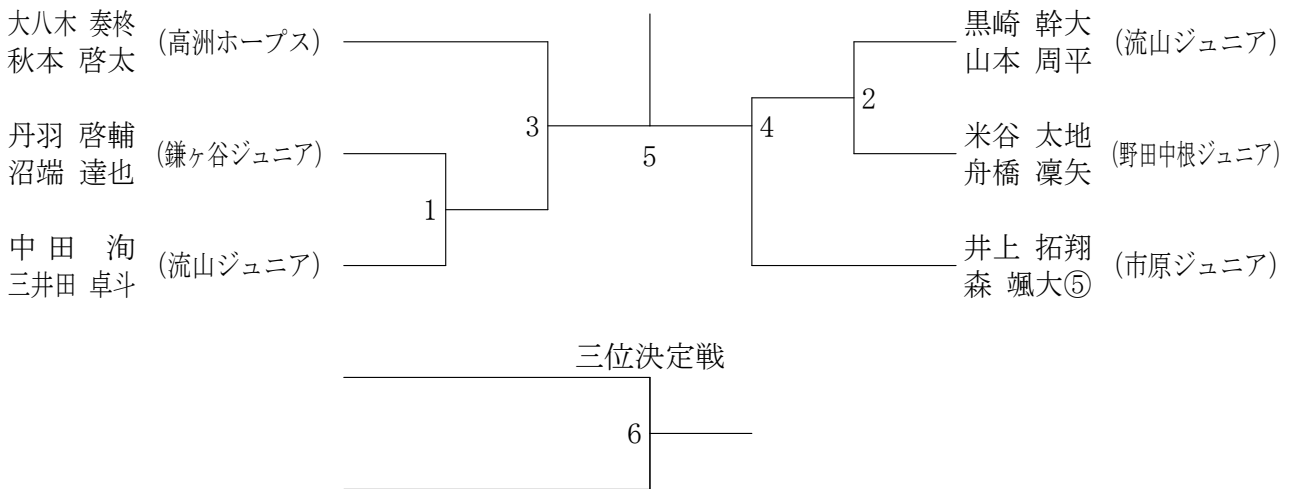 大八木 奏柊
秋本 啓太
(高洲ホープス)
丹羽 啓輔
沼端 達也
(鎌ヶ谷ジュニア)
中田 洵
三井田 卓斗
(流山ジュニア)
1
3
5
4
2
黒崎 幹大
山本 周平
(流山ジュニア)
米谷 太地
舟橋 凜矢
(野田中根ジュニア)
井上 拓翔
森 颯大⑤
(市原ジュニア)
三位決定戦
6